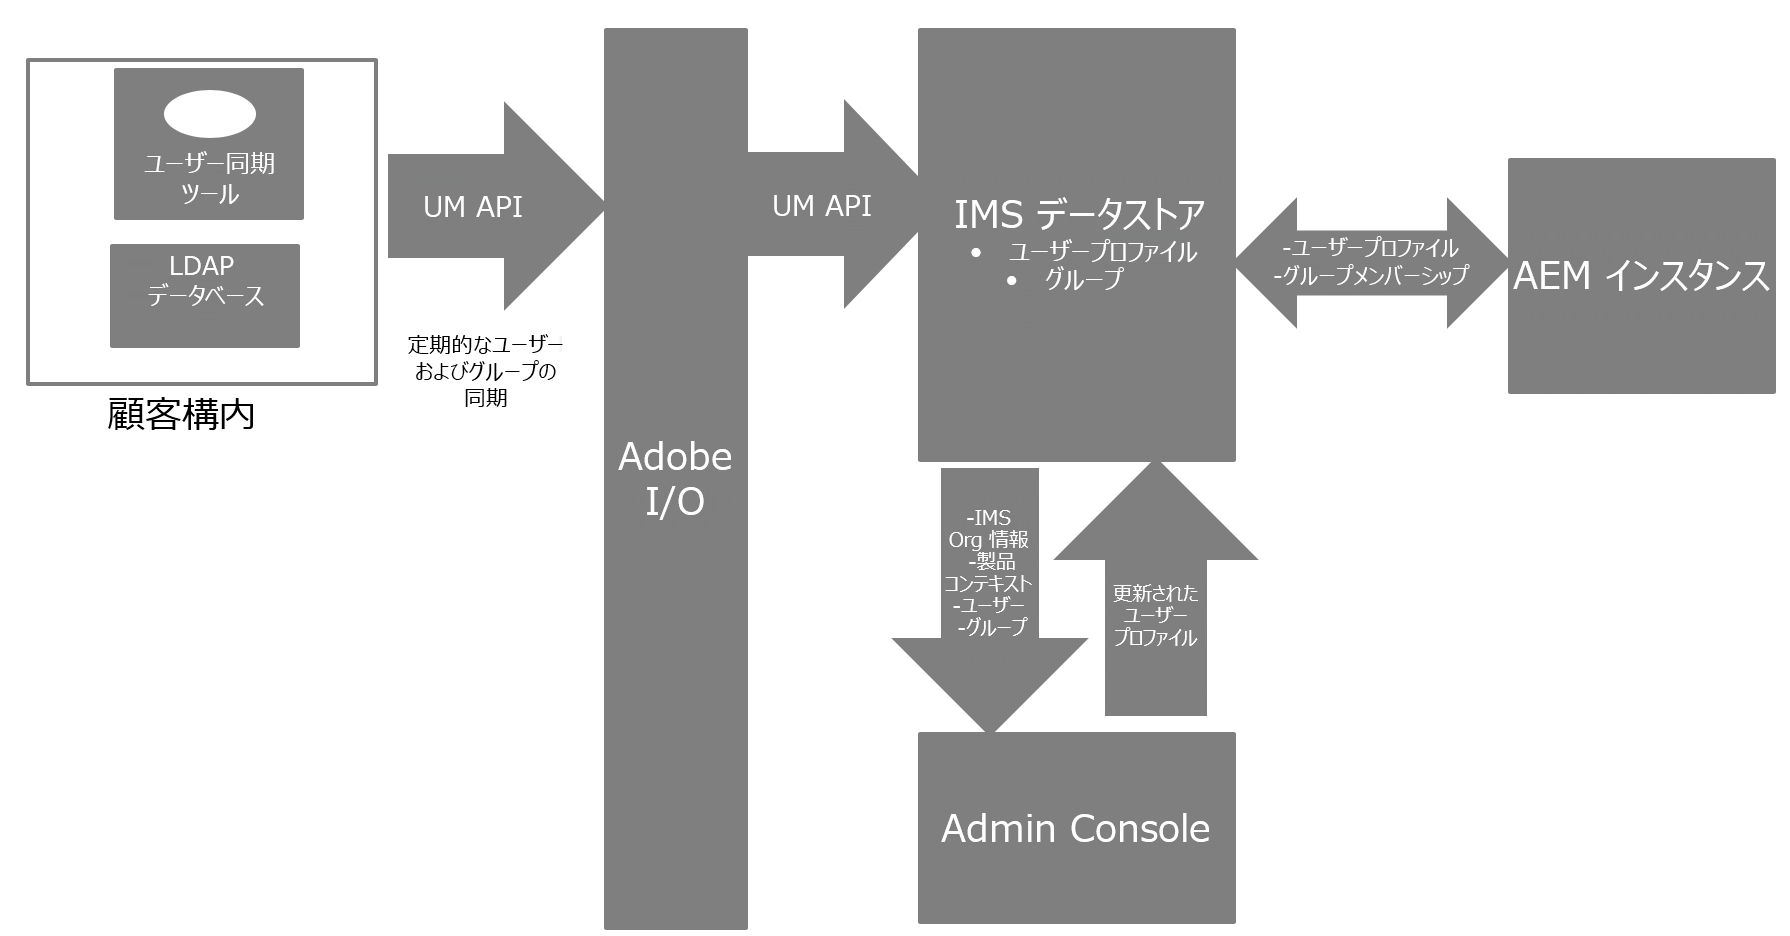 ユーザー同期
ツール
LDAP
データベース
顧客構内
UM API
定期的なユーザー
およびグループの
同期
Adobe
I/O
UM API
IMS データストア
• ユーザープロファイル
• グループ
-ユーザープロファイル
-グループメンバーシップ
AEM インスタンス
-IMS
Org 情報
-製品
コンテキスト
-ユーザー
-グループ
更新された
ユーザー
プロファイル
Admin Console